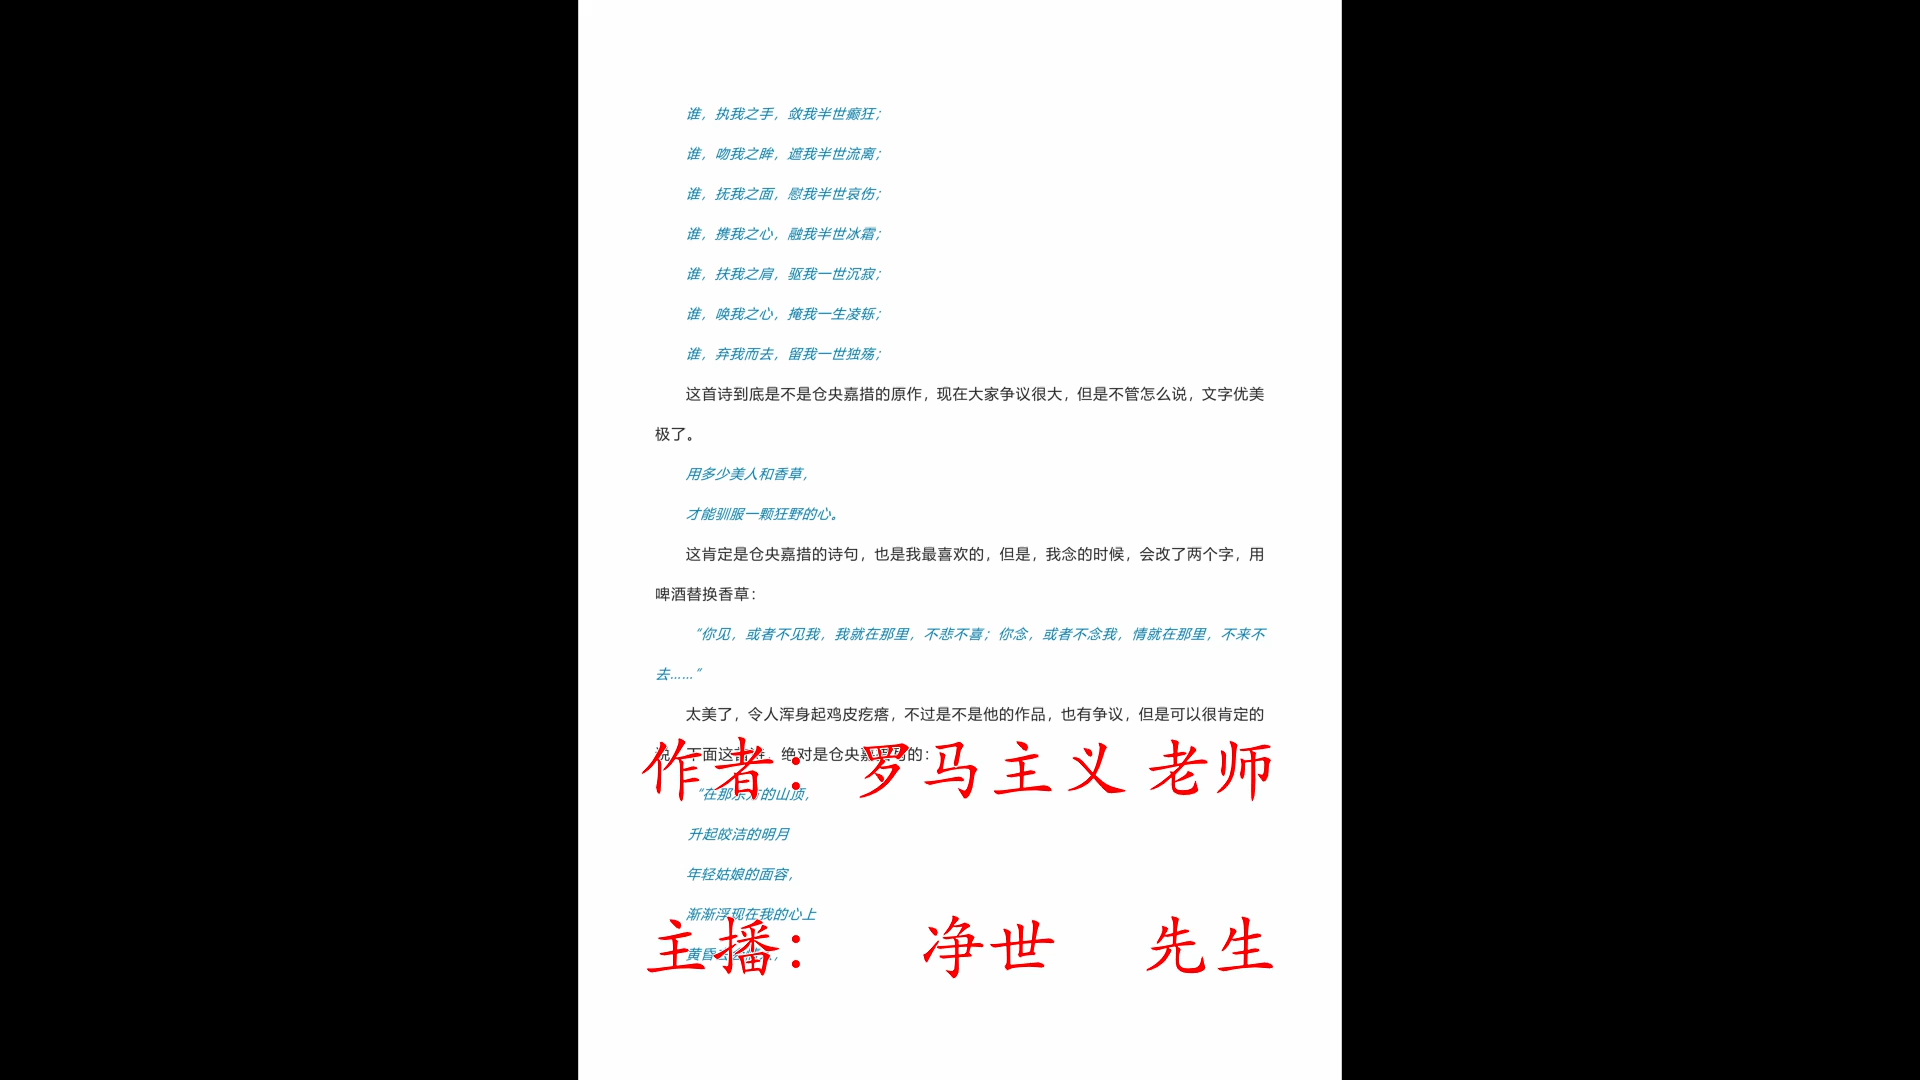 谁，执我之手，敛我半世癫狂；
谁，吻我之眸，遮我半世流离；
谁，抚我之面，慰我半世哀伤；
谁，携我之心，融我半世冰霜；
谁，扶我之肩，驱我一世沉寂；
谁，唤我之心，掩我一生凌轹；
谁，弃我而去，留我一世独殇；
这首诗到底是不是仓央嘉措的原作，现在大家争议很大，但是不管怎么说，文字优美
极了。
用多少美人和香草，
才能驯服一颗狂野的心。
这肯定是仓央嘉措的诗句，也是我最喜欢的，但是，我念的时候，会改了两个字，用
啤酒替换香草：
“你见，或者不见我，我就在那里，不悲不喜；你念，或者不念我，情就在那里，不来不
去……”
太美了，令人浑身起鸡皮疙瘩，不过是不是他的作品，也有争议，但是可以很肯定的
说，下面这首诗，绝对是仓央嘉的：
作者：罗马主义 老师
“在那东方的山顶，
升起皎洁的明月
年轻姑娘的面容，
渐渐浮现在我的心上
黄昏去会
主播： 净世 先生